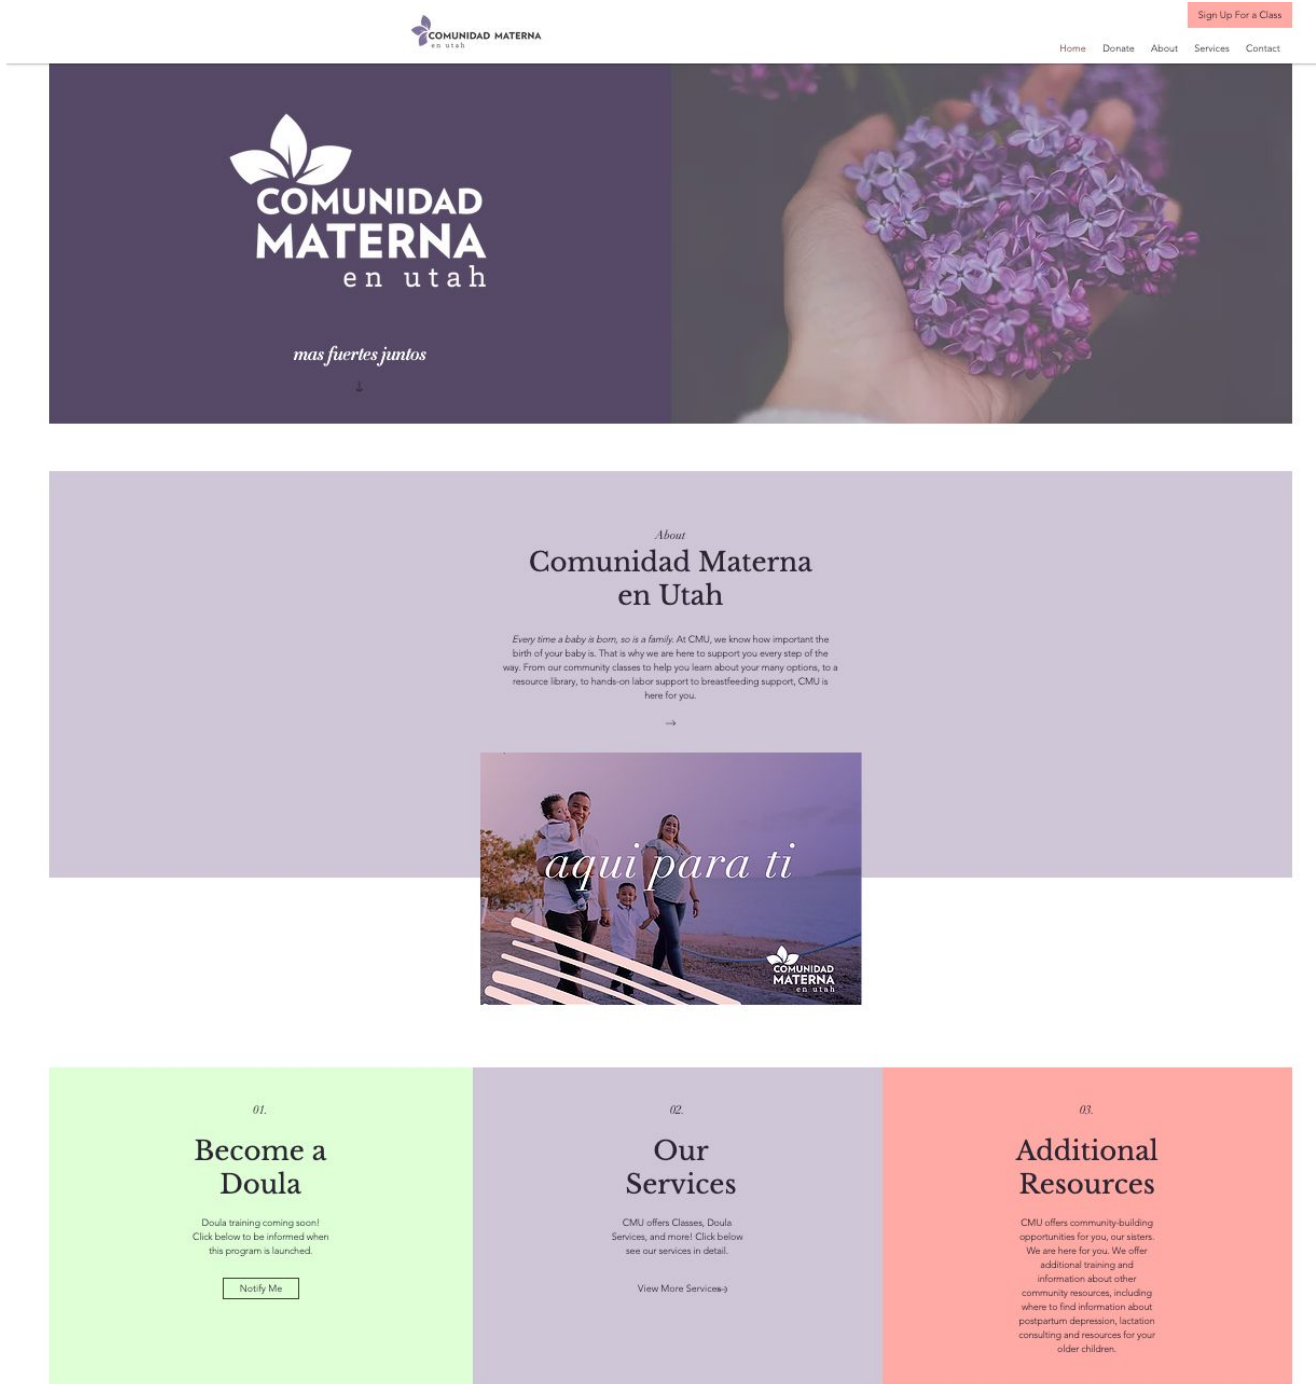 Sign Up For a Class
COMUNIDAD MATERNA
en utah
Home Donate About Services Contact
COMUNIDAD
MATERNA
en utah
mas fuertes juntos
About
Comunidad Materna
en Utah
Every time a baby is born, so is a family. At CMU, we know how important the
birth of your baby is. That is why we are here to support you every step of the
way. From our community classes to help you learn about your many options, to a
resource library, to hands-on labor support to breastfeeding support, CMU is
here for you.
aqui para ti
COMUNIDAD
MATERNA
en utah
01.
Become a
Doula
Doula training coming soon!
Click below to be informed when
this program is launched.
Notify Me
02.
Our
Services
CMU offers Classes, Doula
Services, and more! Click below
see our services in detail.
View More Services
03.
Additional
Resources
CMU offers community-building
opportunities for you, our sisters.
We are here for you. We offer
additional training and
information about other
community resources, including
where to find information about
postpartum depression, lactation
consulting and resources for your
older children.